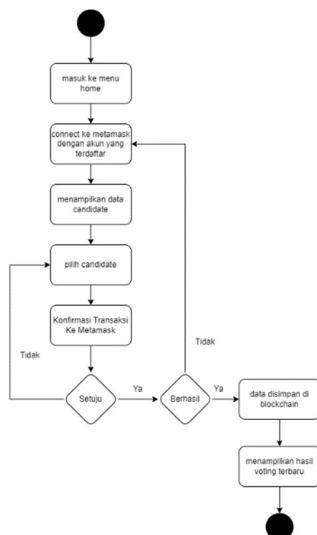 masuk ke menu
home
connect ke metamask
dengan akun yang
terdaftar
menampilkan data
candidate
pilih candidate
Konfirmasi Transaksi
Ke Metamask
Tidak
Tidak
Setuju
Ya
Berhasil
Ya
data disimpan di
blockchain
menampilkan hasil
voting terbaru